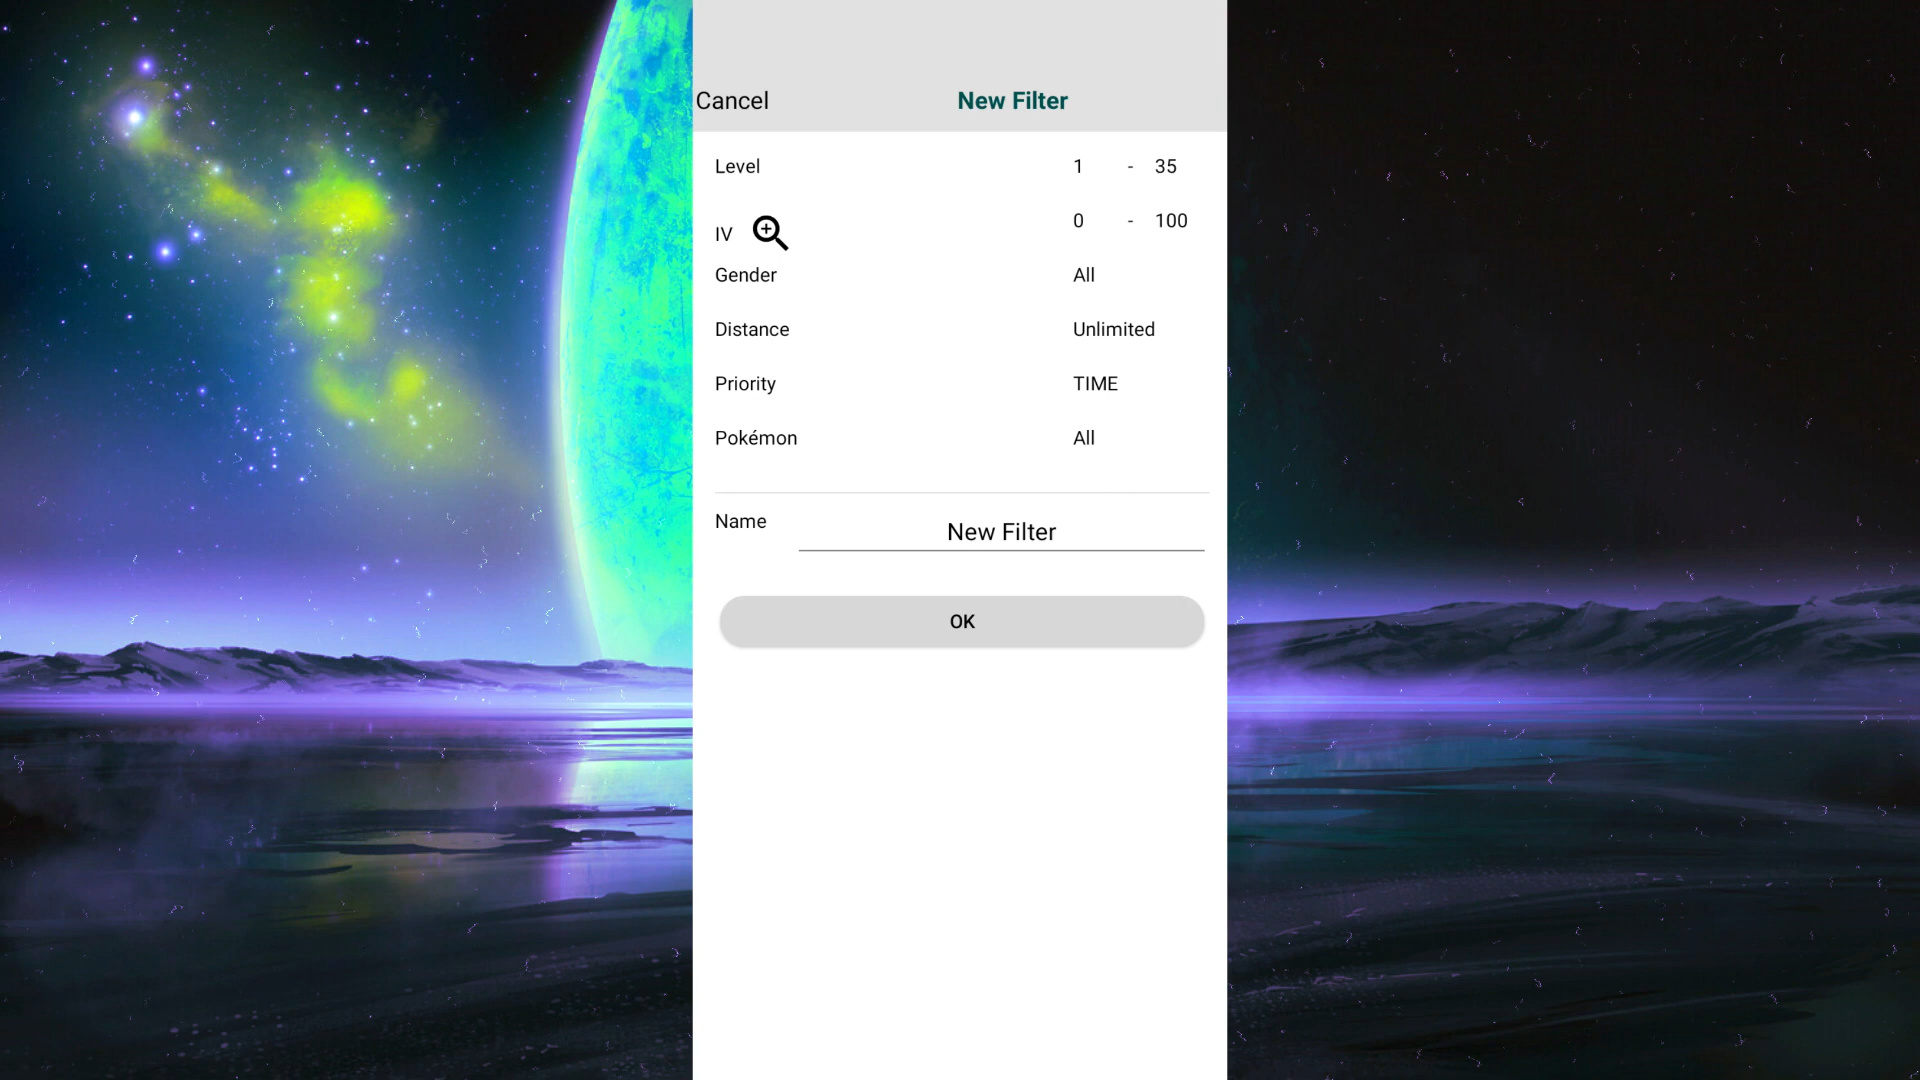 Cancel New Filter
Level 1 - 35
IV 0 - 100
Gender All
Distance Unlimited
Priority TIME
Pokémon All
Name New Filter
OK